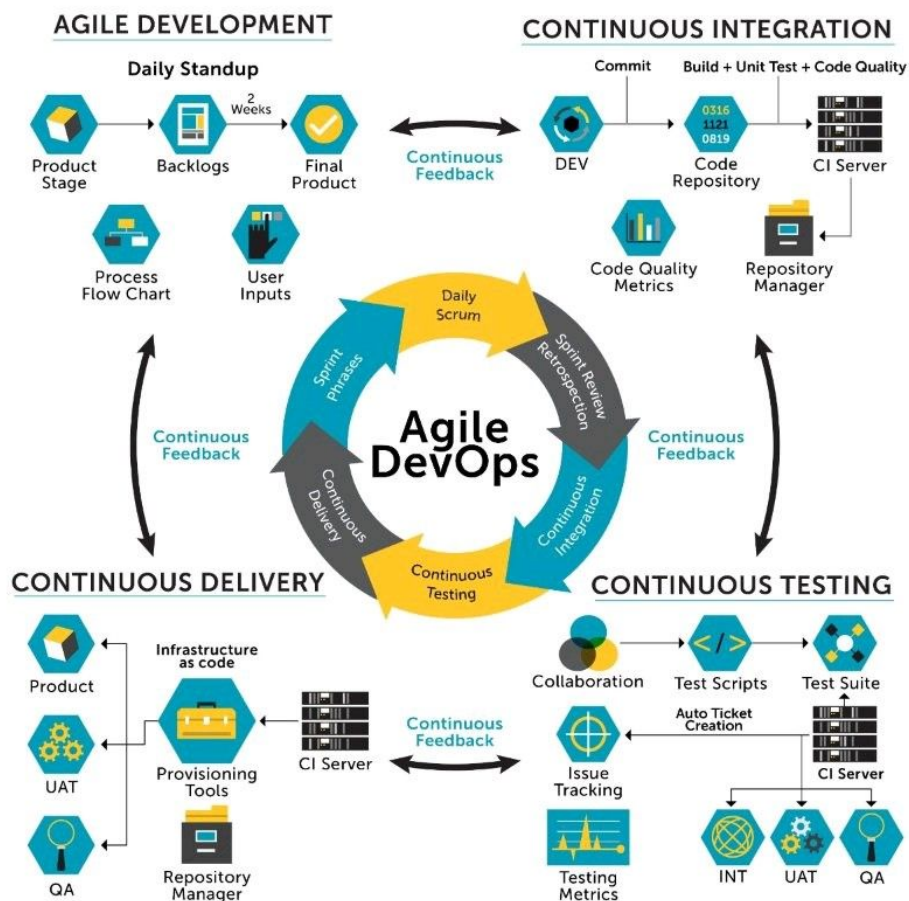 AGILE DEVELOPMENT
Daily Standup
2
Weeks
Product
Stage
Backlogs
Final
Product
Process
Flow Chart
User
Inputs
Continuous
Feedback
CONTINUOUS INTEGRATION
Commit
Build + Unit Test + Code Quality
DEV
0316
1121
0819
Code
Repository
CI Server
Code Quality
Metrics
Repository
Manager
Continuous
Feedback
Agile
DevOps
Daily
Scrum
Sprint Review
Retrospection
Continuous
Integration
Continuous
Testing
Continuous
Delivery
Sprint
Phrases
Continuous
Feedback
CONTINUOUS DELIVERY
Product
UAT
QA
Infrastructure
as code
Provisioning
Tools
CI Server
Repository
Manager
Continuous
Feedback
CONTINUOUS TESTING
Collaboration
</>
Test Scripts
Test Suite
Auto Ticket
Creation
Issue
Tracking
CI Server
Testing
Metrics
INT
UAT
QA